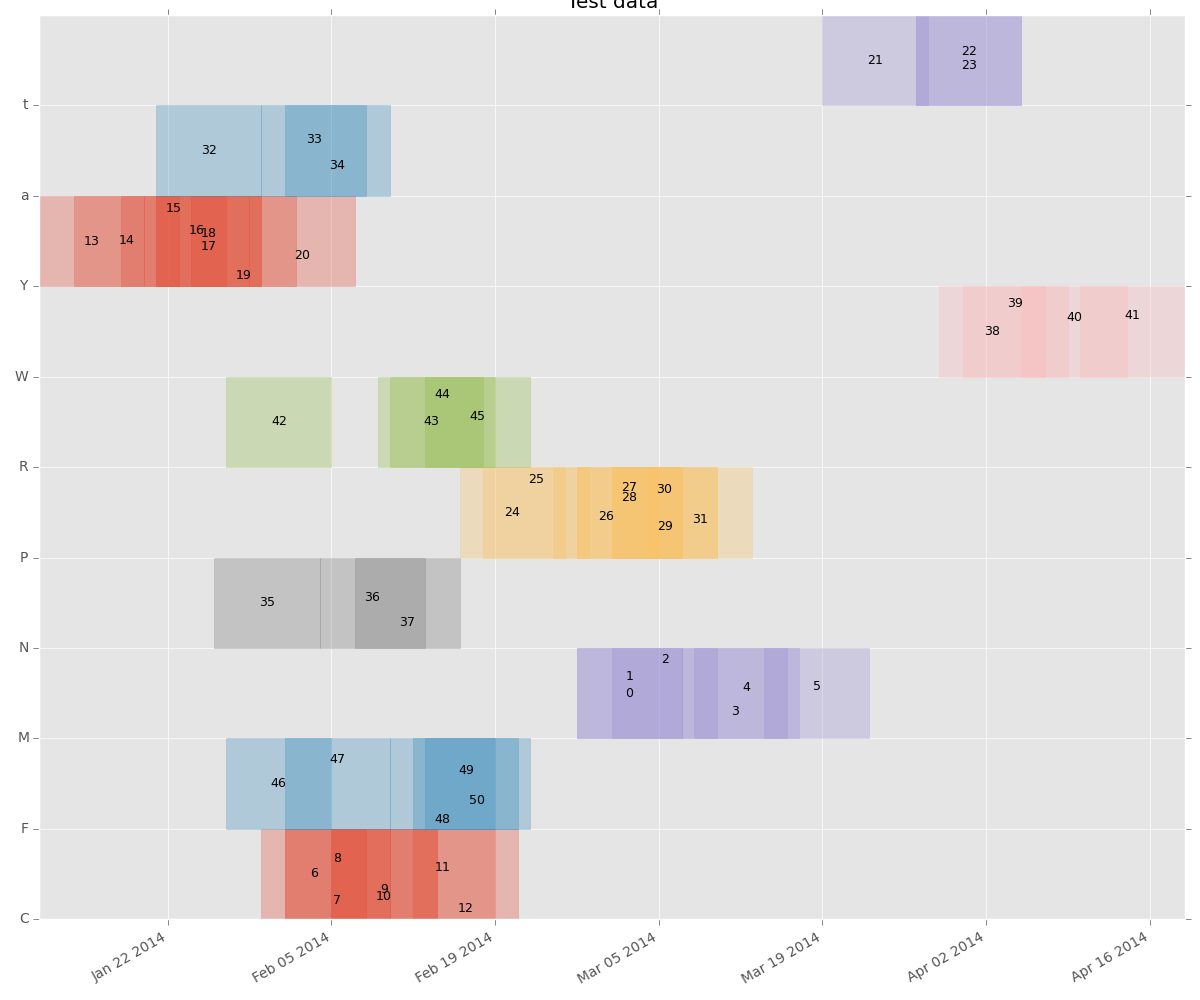 Test data
22
21
23
t
33
32
34
a
15
16
18
13
14
17
20
19
Y
39
41
40
38
W
44
45
42
43
R
25
27
30
28
24
26
31
29
P
36
35
37
N
2
1
5
4
0
3
M
47
49
46
50
48
F
8
11
6
9
10
7
12
C
Jan 22 2014
Feb 05 2014
Feb 19 2014
Mar 05 2014
Mar 19 2014
Apr 02 2014
Apr 16 2014